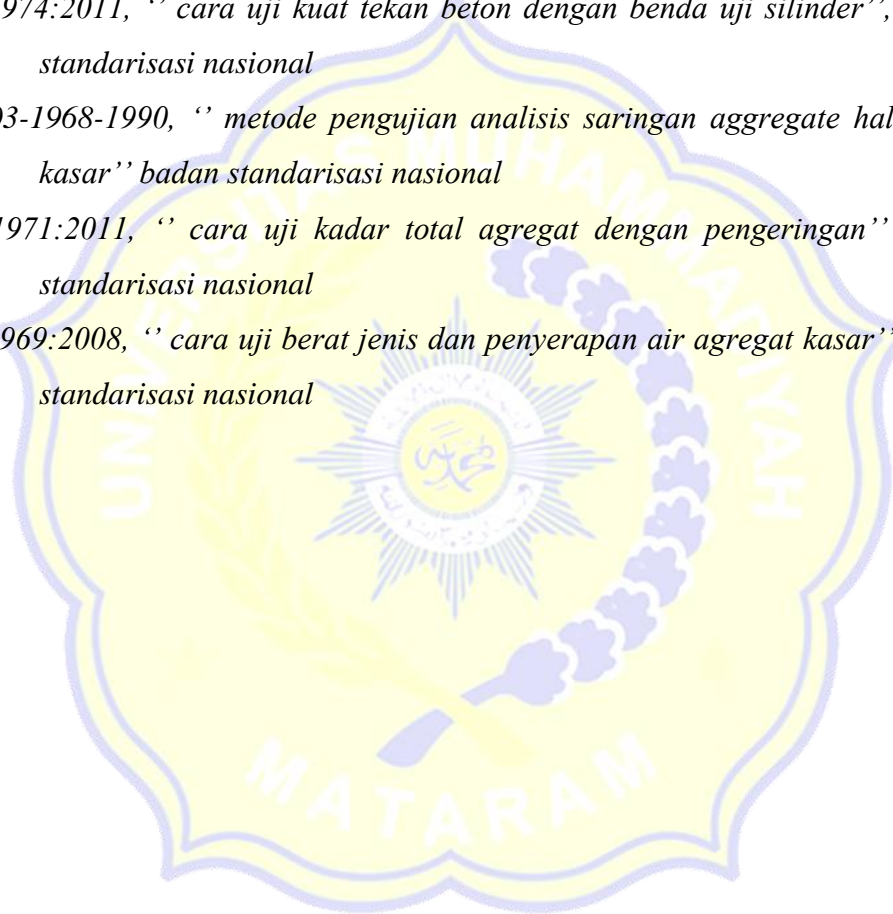 974:2011, ‘’ cara uji kuat tekan beton dengan benda uji silinder’’,
standarisasi nasional
03-1968-1990, ‘’ metode pengujian analisis saringan aggregate hal
kasar’’ badan standarisasi nasional
1971:2011, ‘’ cara uji kadar total agregat dengan pengeringan’’
standarisasi nasional
969:2008, ‘’ cara uji berat jenis dan penyerapan air agregat kasar’’
standarisasi nasional
UNIVERSITAS MUHAMMADIYAH
MATARAM